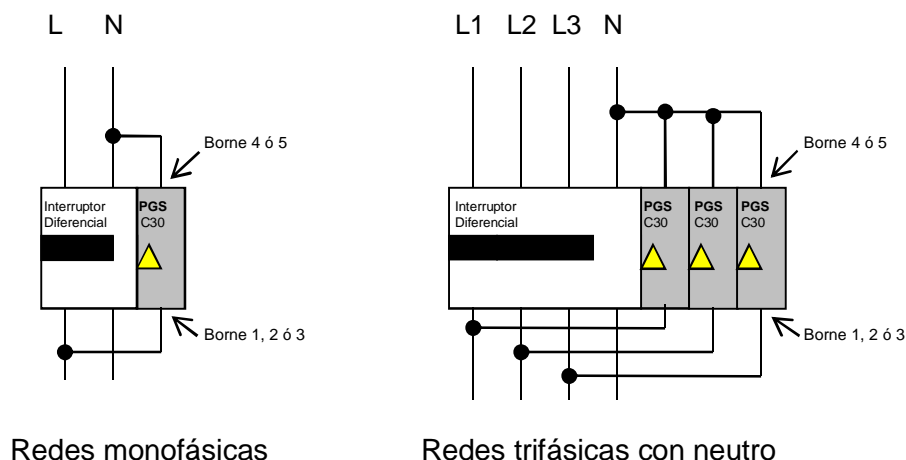 L N
L1 L2 L3 N
Borne 4 ó 5
Borne 4 ó 5
Interruptor
Diferencial
PGS
C30
Interruptor
Diferencial
PGS
C30
PGS
C30
PGS
C30
Borne 1, 2 ó 3
Borne 1, 2 ó 3
Redes monofásicas
Redes trifásicas con neutro